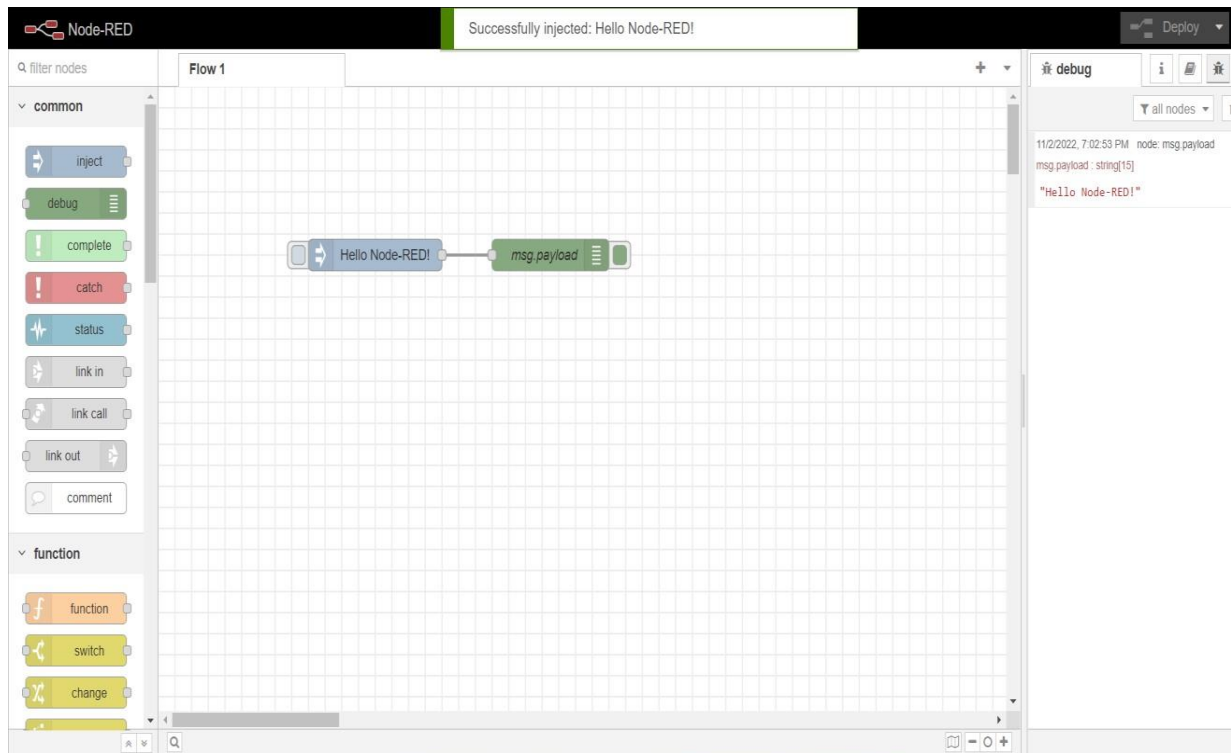 Node-RED
Successfully injected: Hello Node-RED!
Deploy
filter nodes
Flow 1
debug
i
all nodes
common
inject
debug
complete
catch
status
link in
link call
link out
comment
function
function
switch
change
Hello Node-RED!
msg.payload
11/2/2022, 7:02:53 PM node: msg.payload
msg.payload : string[15]
"Hello Node-RED!"